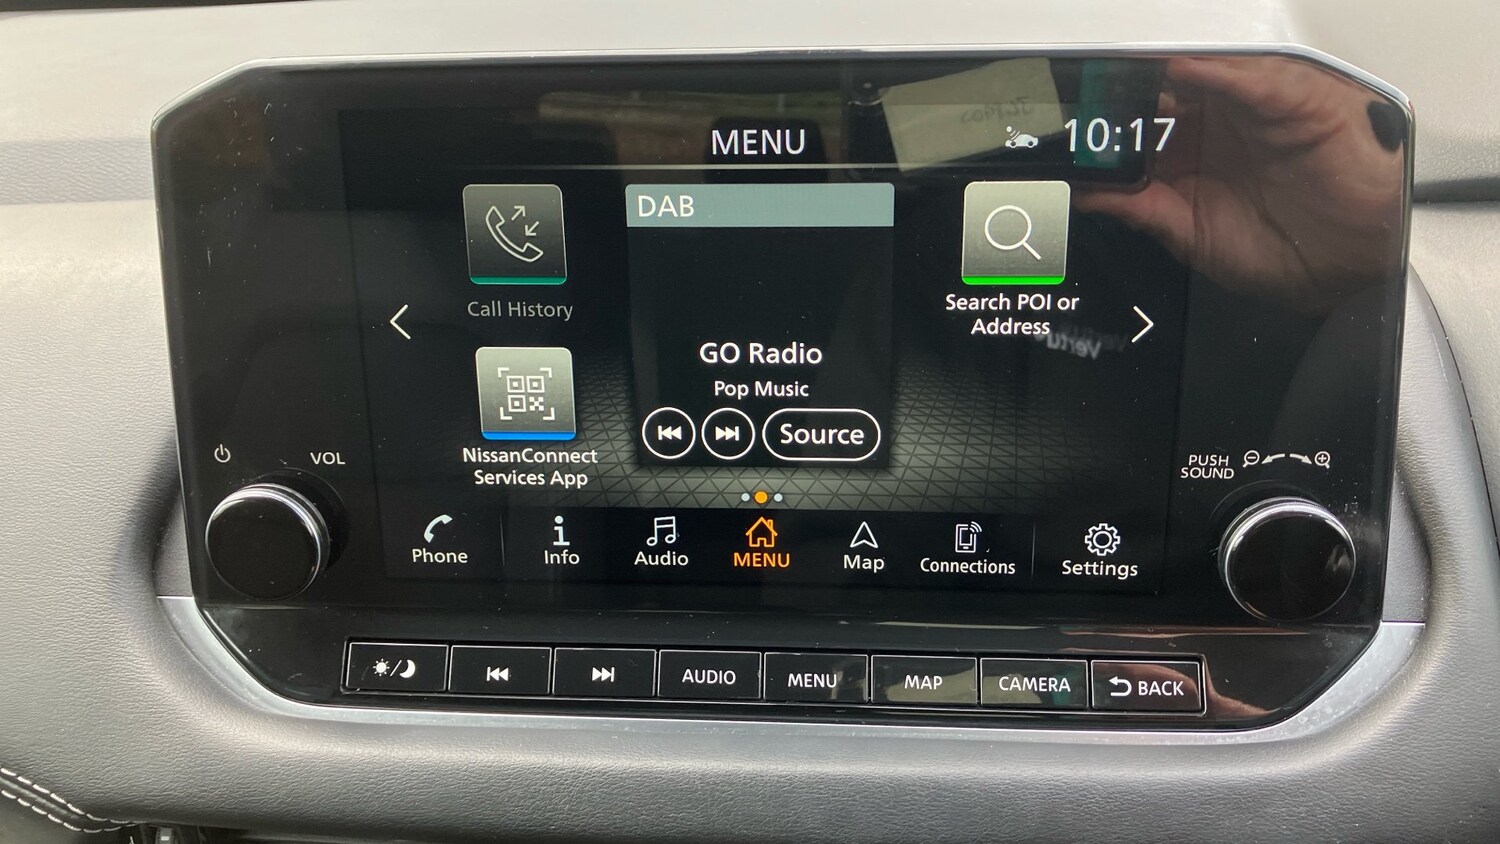 MENU
10:17
DAB
Call History
Search POI or
Address
GO Radio
Pop Music
Source
NissanConnect
Services App
VOL
PUSH
SOUND
Phone
Info
Audio
MENU
Map
Connections
Settings
AUDIO
MENU
MAP
CAMERA
BACK